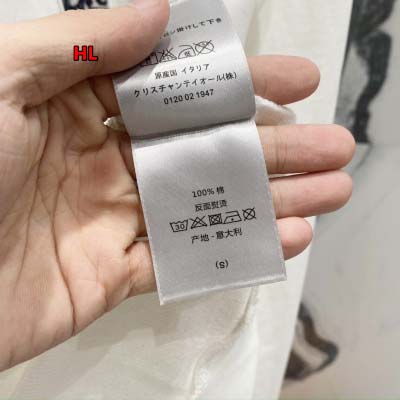 HL
原産国 イタリア
クリスチャンディオール(株)
0120 02 1947
100% 棉
反面熨烫
30
产地 - 意大利
(S)